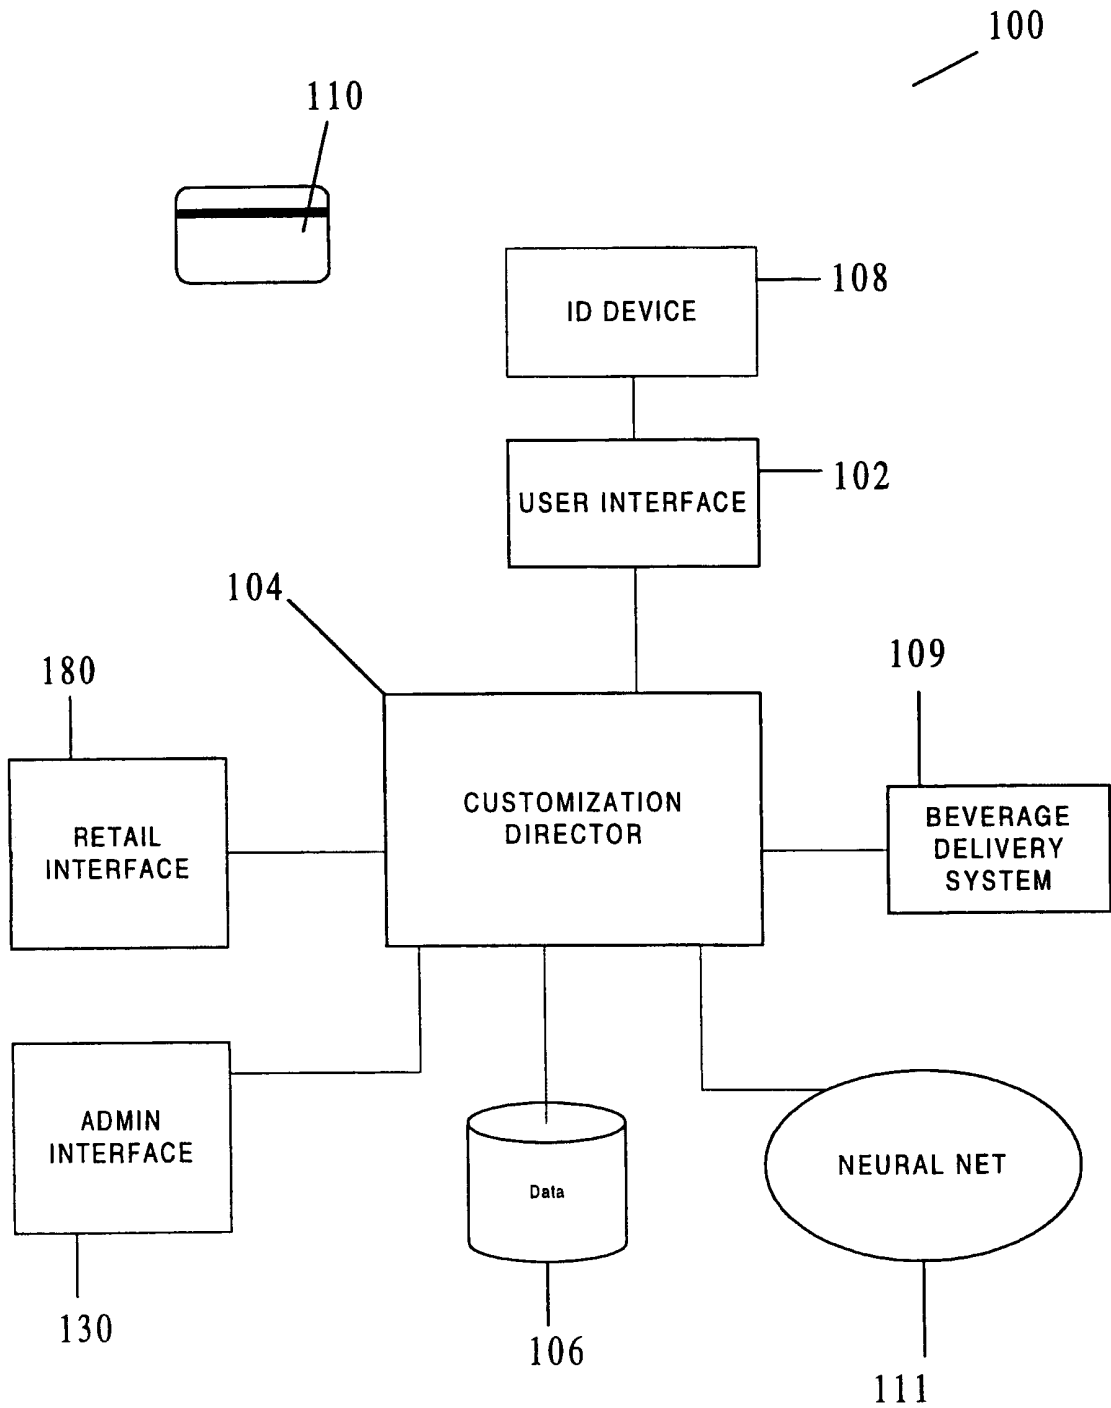 100
110
108
ID DEVICE
102
USER INTERFACE
104
180
109
RETAIL
INTERFACE
CUSTOMIZATION
DIRECTOR
BEVERAGE
DELIVERY
SYSTEM
ADMIN
INTERFACE
Data
NEURAL NET
130
106
111